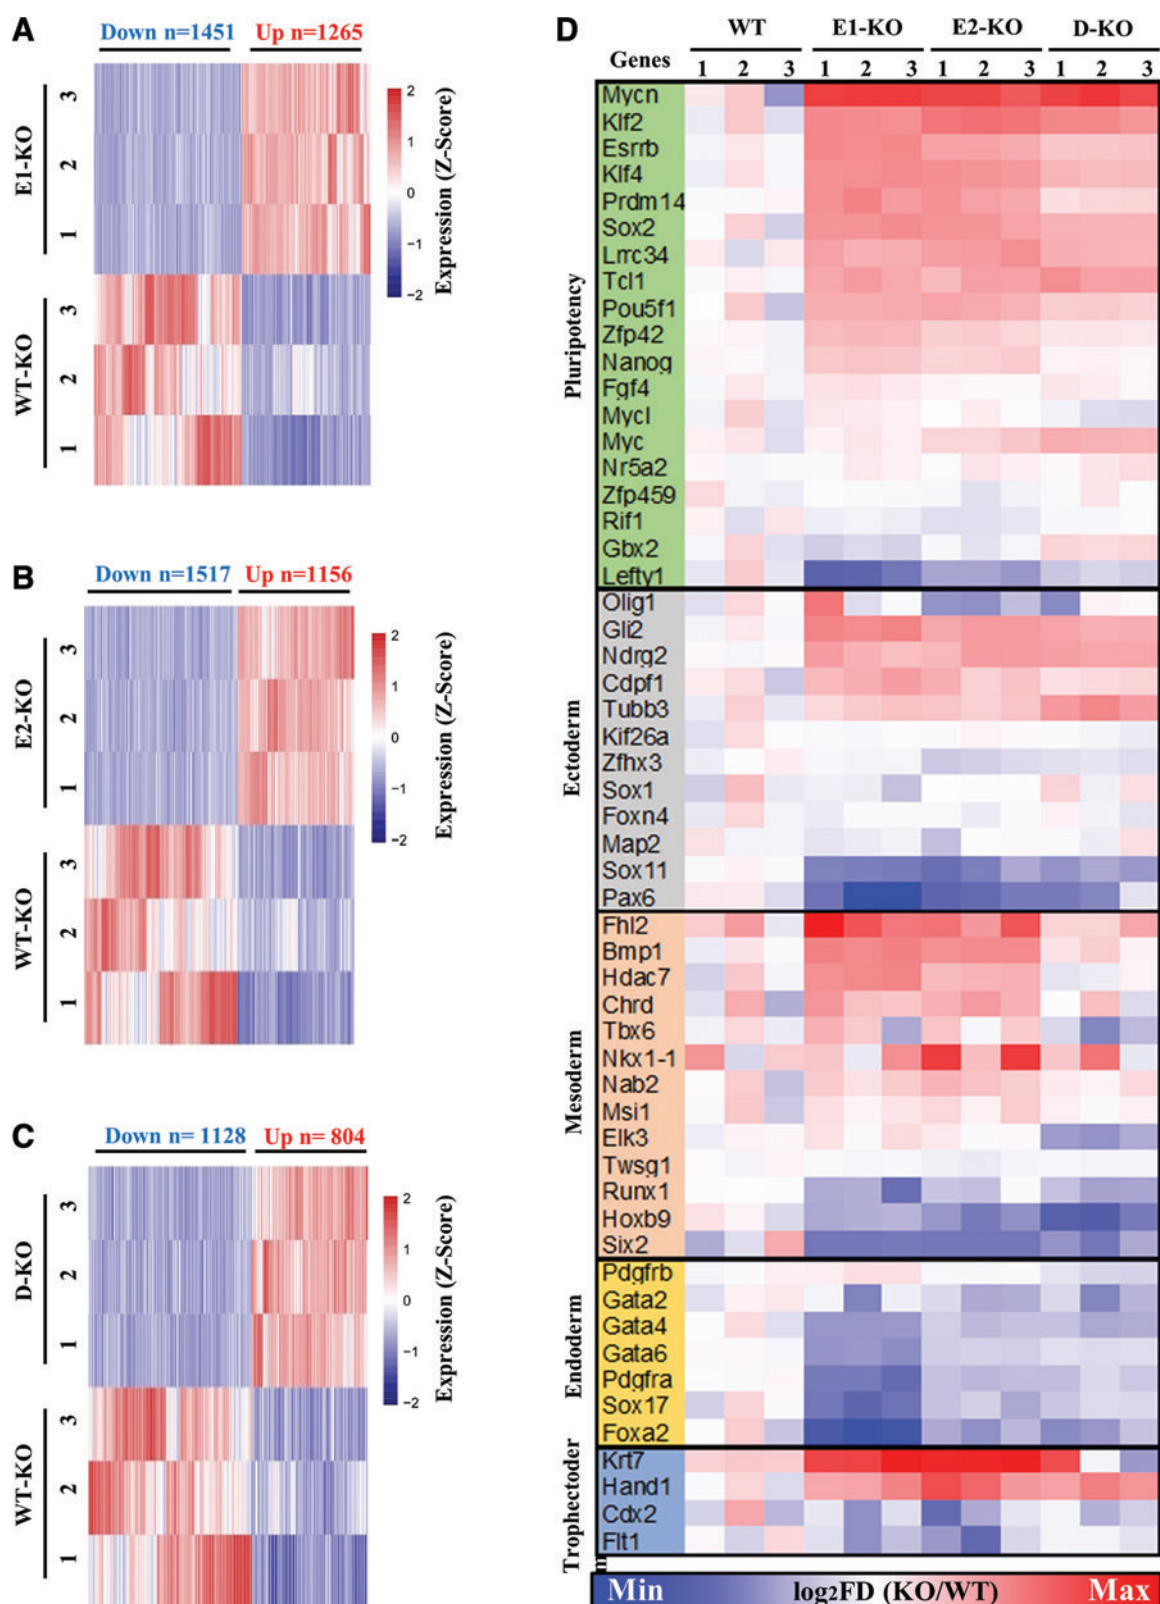 A
Down n=1451 Up n=1265
E1-KO
3
2
1
WT-KO
3
2
1
2
1
0
−1
−2
Expression (Z-Score)
B
Down n=1517 Up n=1156
E2-KO
3
2
1
WT-KO
3
2
1
2
1
0
−1
−2
Expression (Z-Score)
C
Down n= 1128 Up n= 804
D-KO
3
2
1
WT-KO
3
2
1
2
1
0
−1
−2
Expression (Z-Score)
D
WT E1-KO E2-KO D-KO
Genes 1 2 3 1 2 3 1 2 3 1 2 3
Pluripotency
Mycn
Klf2
Esrrb
Klf4
Prdm14
Sox2
Lrrc34
Tcl1
Pou5f1
Zfp42
Nanog
Fgf4
Mycl
Myc
Nr5a2
Zfp459
Rif1
Gbx2
Lefty1
Ectoderm
Olig1
Gli2
Ndrg2
Cdpf1
Tubb3
Kif26a
Zfhx3
Sox1
Foxn4
Map2
Sox11
Pax6
Mesoderm
Fhl2
Bmp1
Hdac7
Chrd
Tbx6
Nkx1-1
Nab2
Msi1
Elk3
Twsg1
Runx1
Hoxb9
Six2
Endoderm
Pdgfrb
Gata2
Gata4
Gata6
Pdgfra
Sox17
Foxa2
Trophectoder
m
Krt7
Hand1
Cdx2
Flt1
Min log2FD (KO/WT) Max